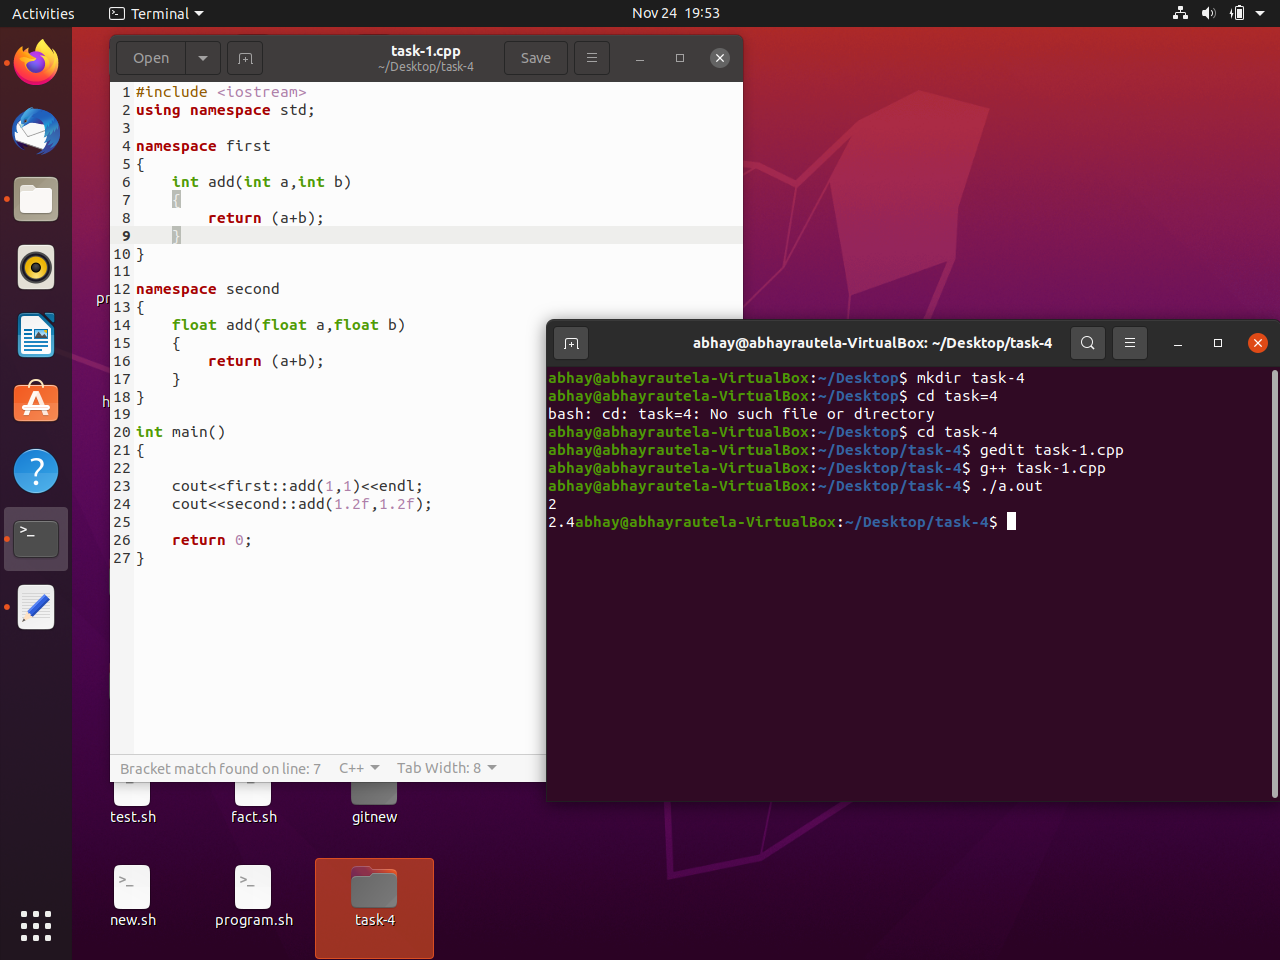 Activities
Terminal
Nov 24 19:53
Open
task-1.cpp
~/Desktop/task-4
Save
1 #include <iostream>
2 using namespace std;
3
4 namespace first
5 {
6     int add(int a,int b)
7     {
8         return (a+b);
9     }
10 }
11
12 namespace second
13 {
14     float add(float a,float b)
15     {
16         return (a+b);
17     }
18 }
19
20 int main()
21 {
22
23     cout<<first::add(1,1)<<endl;
24     cout<<second::add(1.2f,1.2f);
25
26     return 0;
27 }
Bracket match found on line: 7 C++ Tab Width: 8
abhay@abhayrautela-VirtualBox: ~/Desktop/task-4
abhay@abhayrautela-VirtualBox:~/Desktop$ mkdir task-4
abhay@abhayrautela-VirtualBox:~/Desktop$ cd task=4
bash: cd: task=4: No such file or directory
abhay@abhayrautela-VirtualBox:~/Desktop$ cd task-4
abhay@abhayrautela-VirtualBox:~/Desktop/task-4$ gedit task-1.cpp
abhay@abhayrautela-VirtualBox:~/Desktop/task-4$ g++ task-1.cpp
abhay@abhayrautela-VirtualBox:~/Desktop/task-4$ ./a.out
2
2.4abhay@abhayrautela-VirtualBox:~/Desktop/task-4$
test.sh
fact.sh
gitnew
new.sh
program.sh
task-4